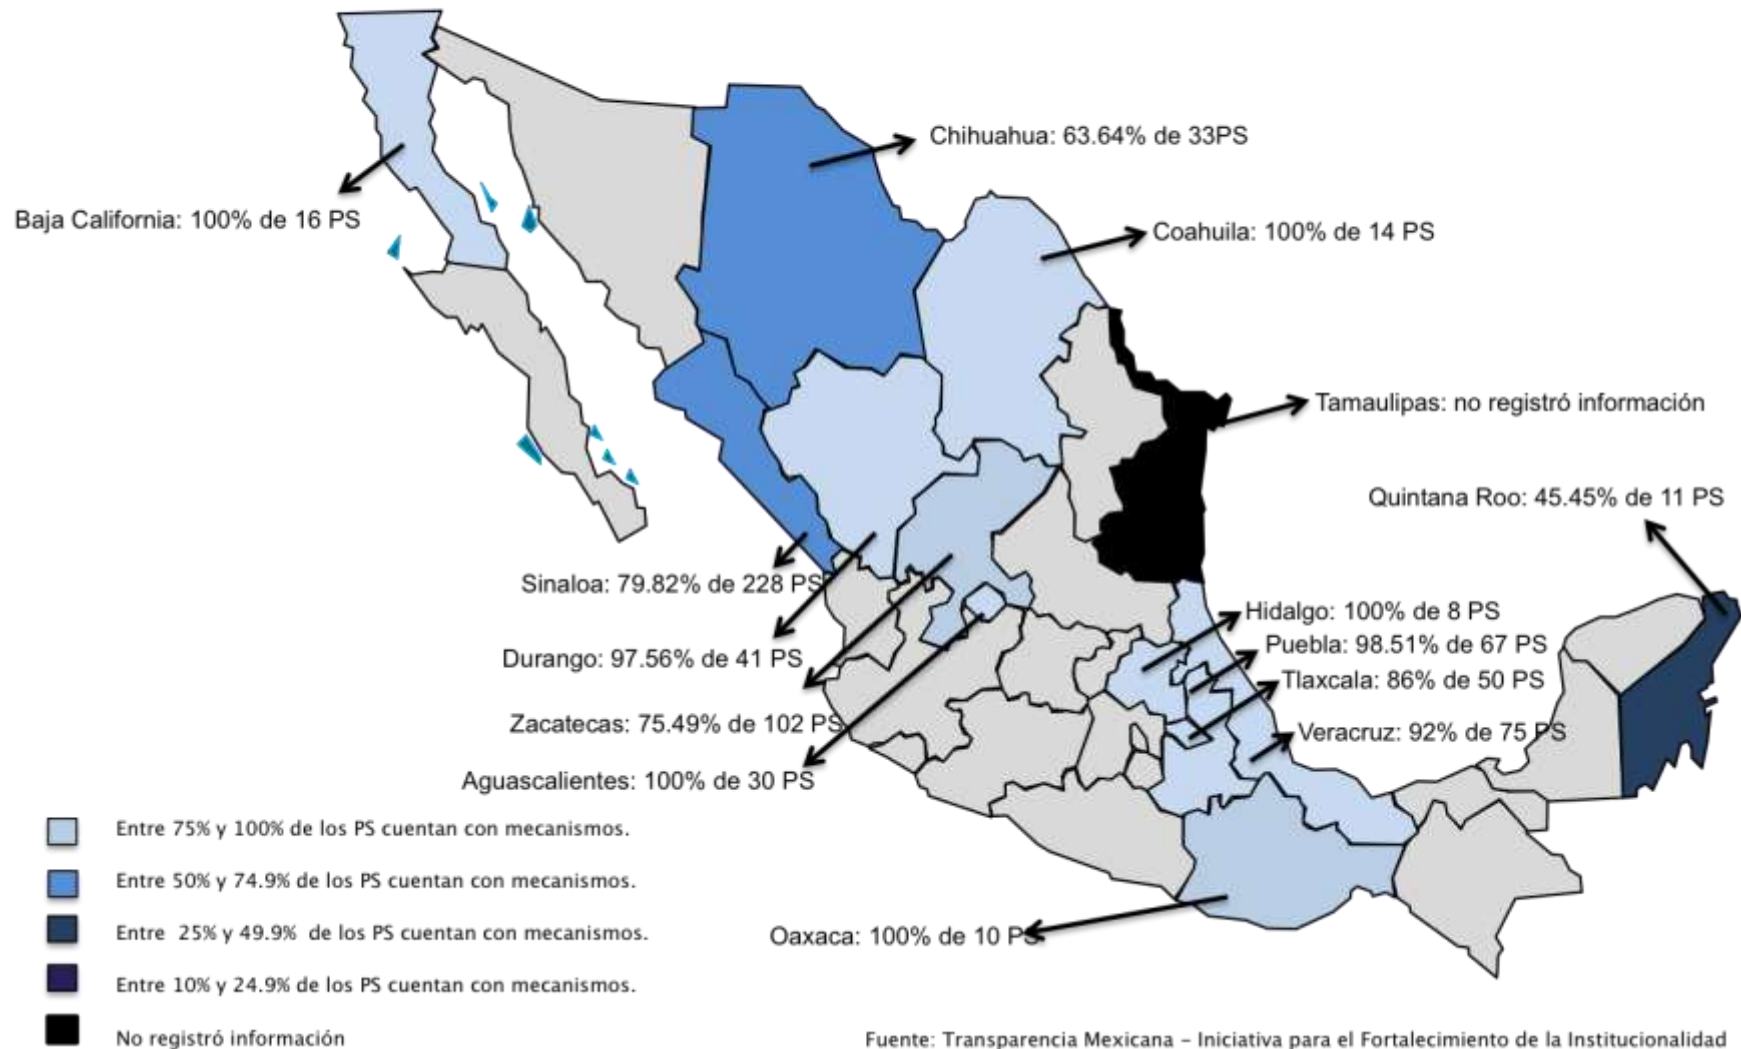 Chihuahua: 63.64% de 33PS
Baja California: 100% de 16 PS
Coahuila: 100% de 14 PS
Tamaulipas: no registró información
Quintana Roo: 45.45% de 11 PS
Sinaloa: 79.82% de 228 PS
Hidalgo: 100% de 8 PS
Puebla: 98.51% de 67 PS
Durango: 97.56% de 41 PS
Tlaxcala: 86% de 50 PS
Zacatecas: 75.49% de 102 PS
Veracruz: 92% de 75 PS
Aguascalientes: 100% de 30 PS
Oaxaca: 100% de 10 PS
Entre 75% y 100% de los PS cuentan con mecanismos.
Entre 50% y 74.9% de los PS cuentan con mecanismos.
Entre 25% y 49.9% de los PS cuentan con mecanismos.
Entre 10% y 24.9% de los PS cuentan con mecanismos.
No registró información
Fuente: Transparencia Mexicana – Iniciativa para el Fortalecimiento de la Institucionalidad